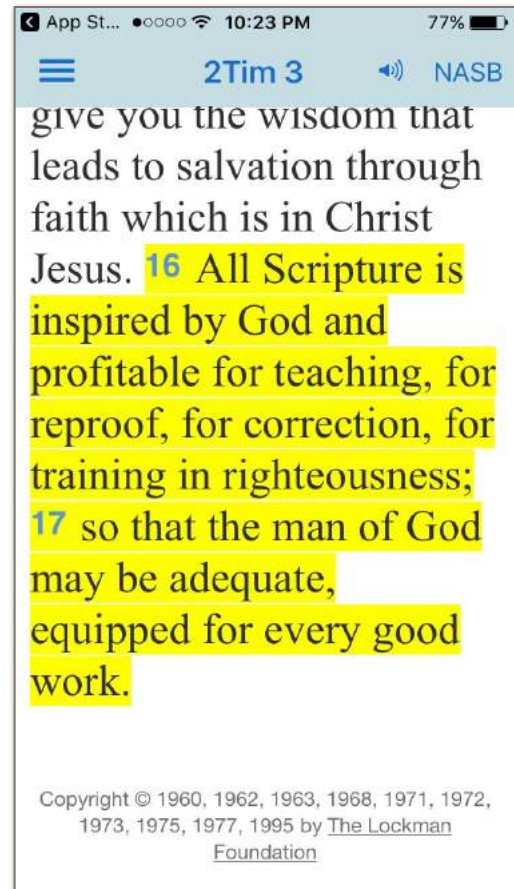 App St... 10:23 PM 77%
2Tim 3 NASB
give you the wisdom that
leads to salvation through
faith which is in Christ
Jesus. 16 All Scripture is
inspired by God and
profitable for teaching, for
reproof, for correction, for
training in righteousness;
17 so that the man of God
may be adequate,
equipped for every good
work.
Copyright © 1960, 1962, 1963, 1968, 1971, 1972,
1973, 1975, 1977, 1995 by The Lockman
Foundation